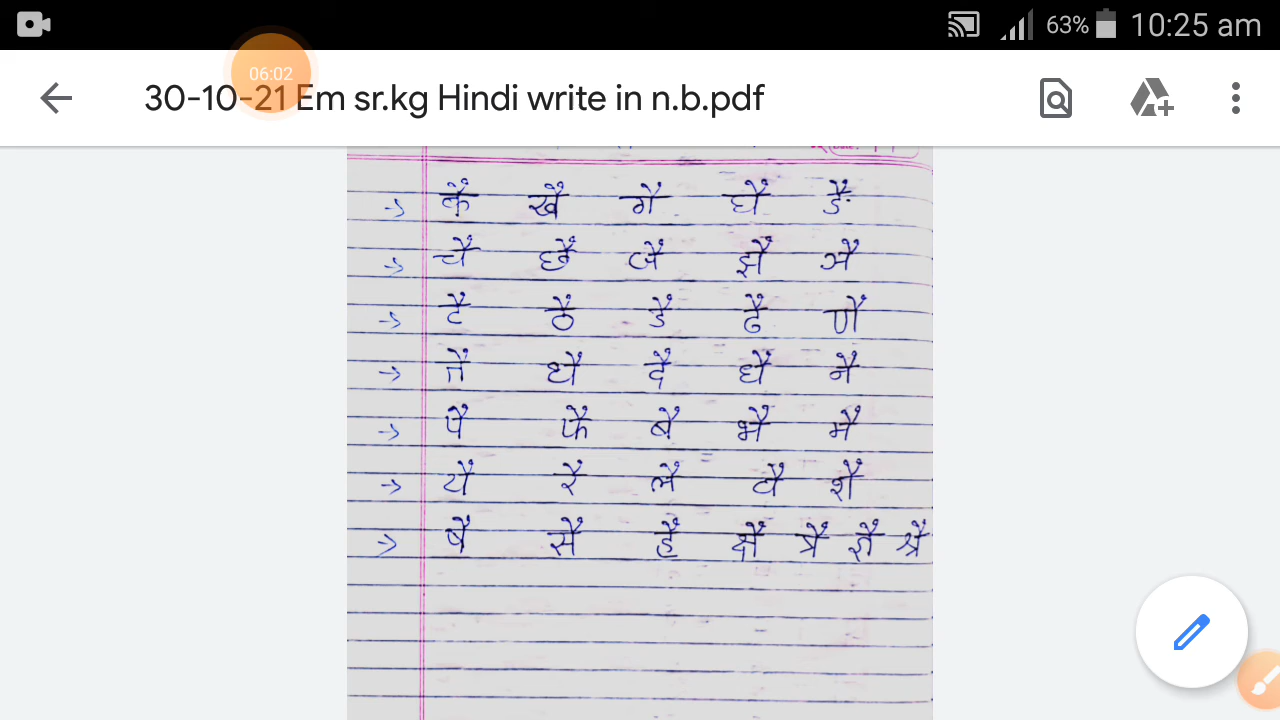 06:02
63% 10:25 am
30-10-21 Em sr.kg Hindi write in n.b.pdf
→ कैं खैं गैं घैं ङैं
→ चैं छैं जैं झैं ञैं
→ टैं ठैं डैं ढैं णैं
→ तैं थैं दैं धैं नैं
→ पैं फैं बैं भैं मैं
→ यैं रैं लैं वैं शैं
→ षैं सैं हैं क्षैं त्रैं ज्ञैं श्रैं